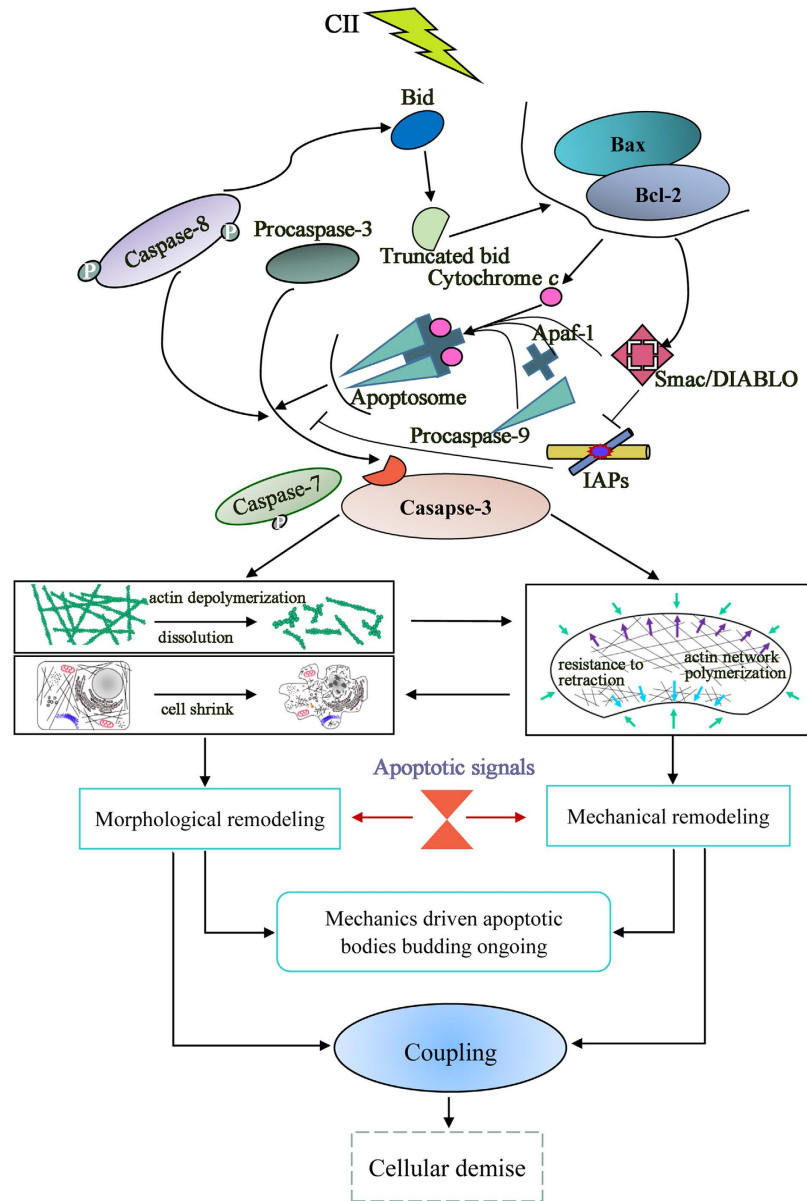 CII
Bid
Bax
Bcl-2
Caspase-8
P
P
Procaspase-3
Truncated bid
Cytochrome c
Apaf-1
Smac/DIABLO
Apoptosome
Procaspase-9
IAPs
Caspase-7
P
Casapse-3
actin depolymerization
dissolution
cell shrink
resistance to
retraction
actin network
polymerization
Apoptotic signals
Morphological remodeling
Mechanical remodeling
Mechanics driven apoptotic
bodies budding ongoing
Coupling
Cellular demise